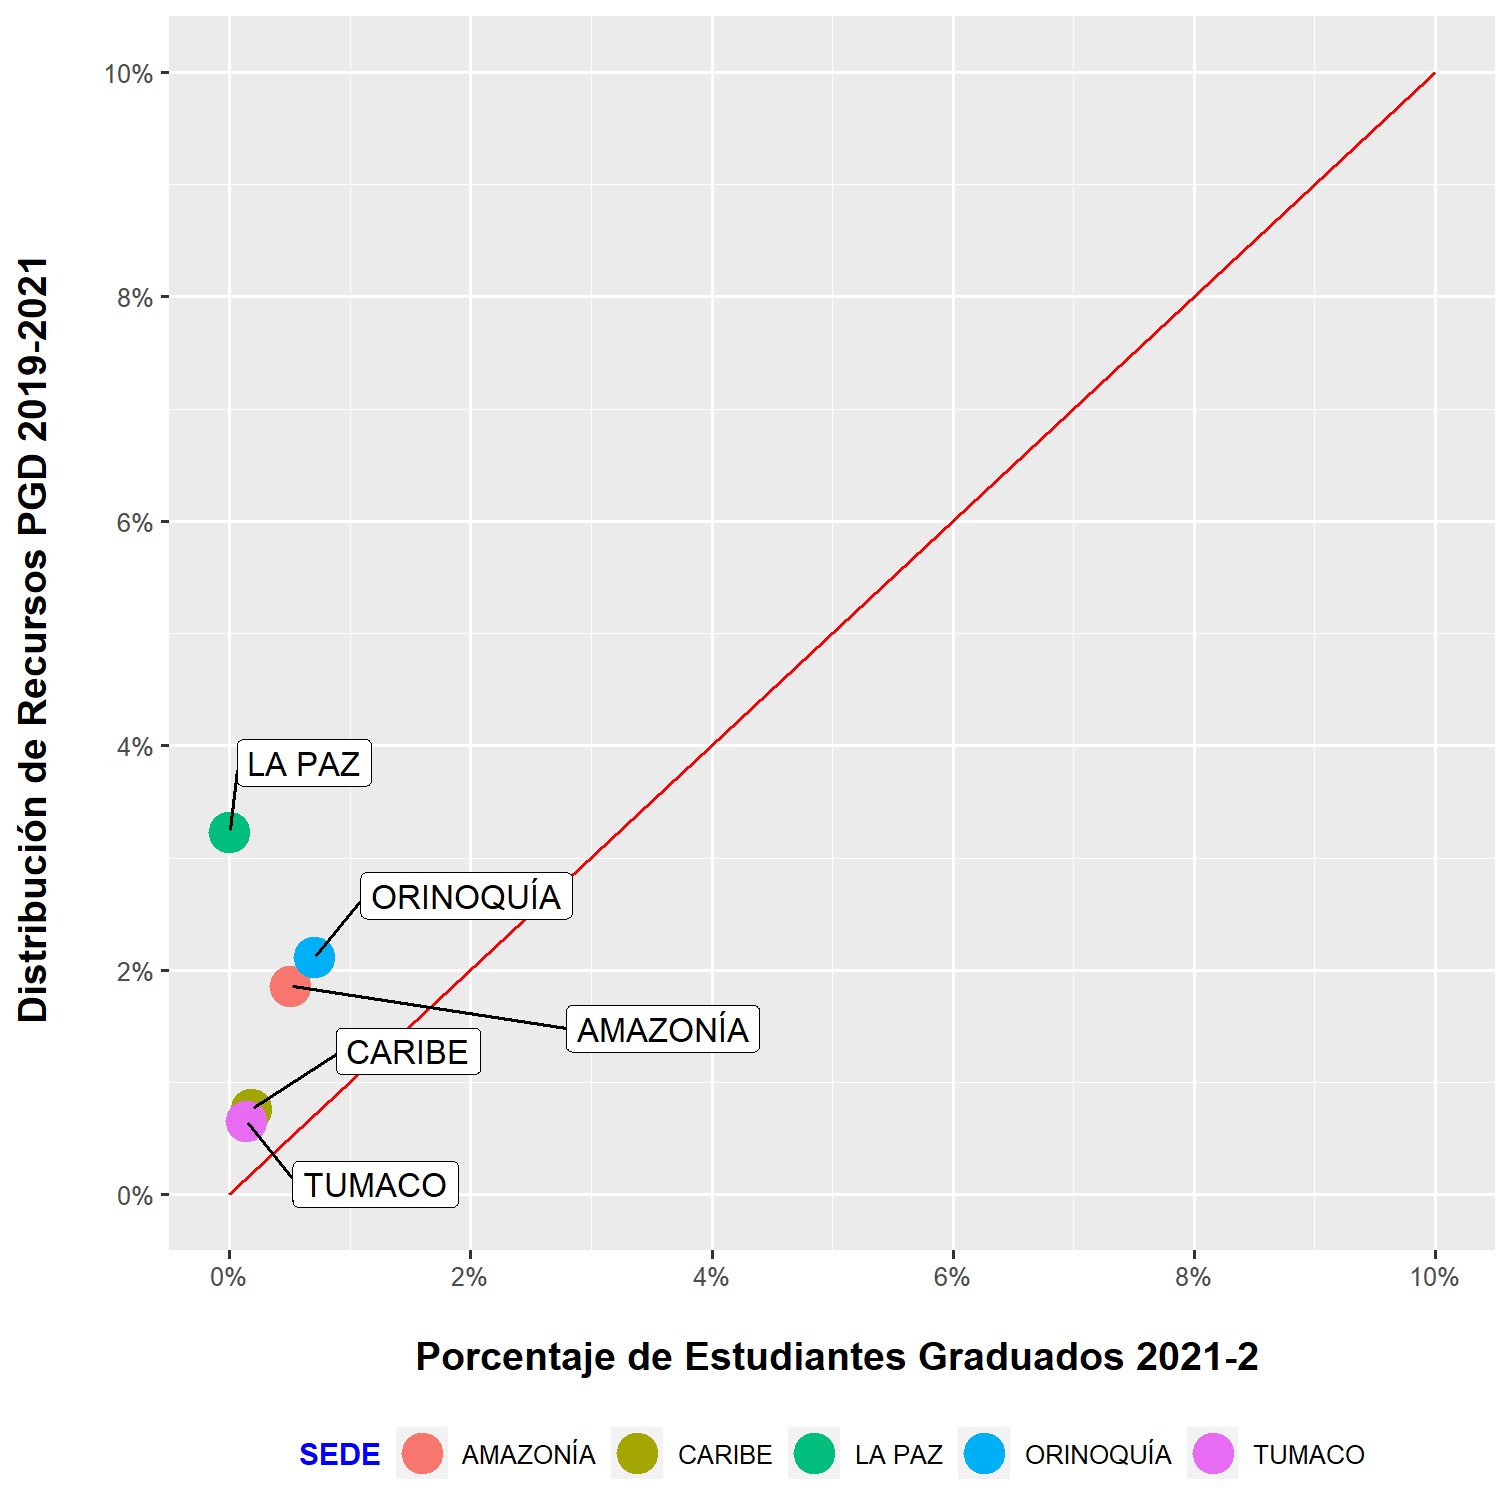 Distribución de Recursos PGD 2019-2021
10%
8%
6%
4%
2%
0%
LA PAZ
ORINOQUÍA
AMAZONÍA
CARIBE
TUMACO
0% 2% 4% 6% 8% 10%
Porcentaje de Estudiantes Graduados 2021-2
SEDE AMAZONÍA CARIBE LA PAZ ORINOQUÍA TUMACO